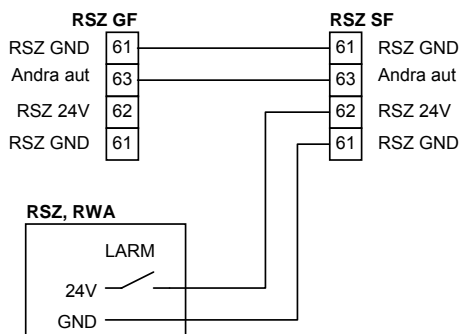 RSZ GF RSZ SF
RSZ GND 61 61 RSZ GND
Andra aut 63 63 Andra aut
RSZ 24V 62 62 RSZ 24V
RSZ GND 61 61 RSZ GND
RSZ, RWA
LARM
24V
GND